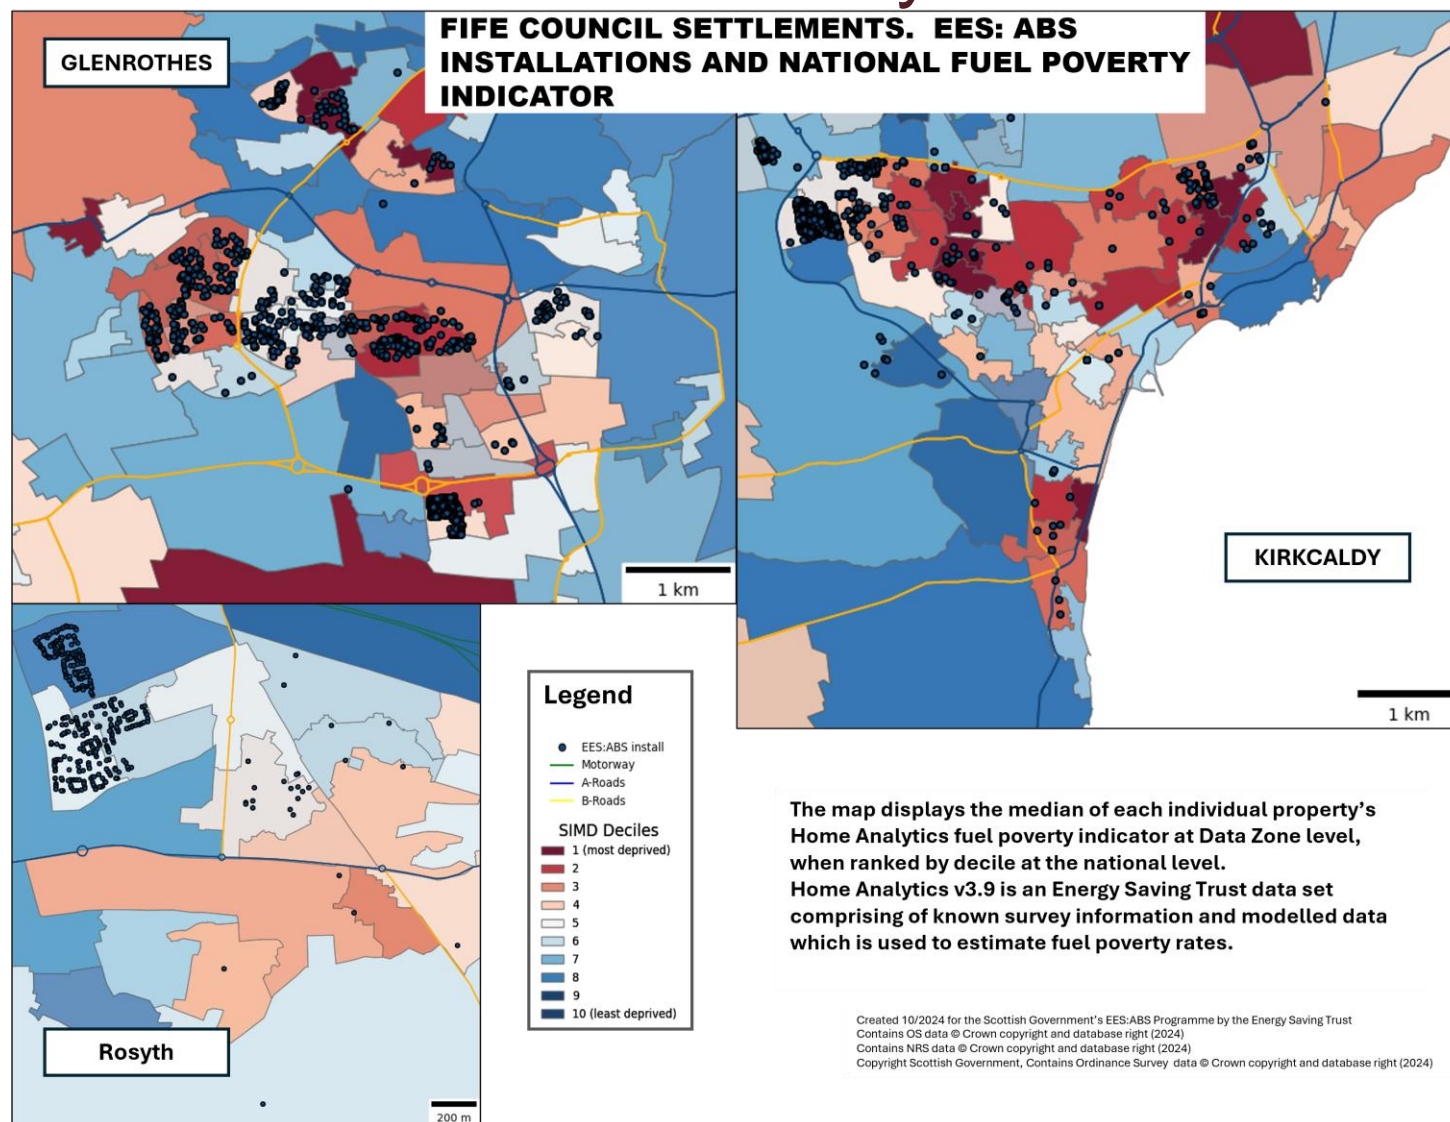 FIFE COUNCIL SETTLEMENTS.  EES: ABS
INSTALLATIONS AND NATIONAL FUEL POVERTY
INDICATOR
GLENROTHES
1 km
KIRKCALDY
1 km
Rosyth
200 m
Legend
EES:ABS install
Motorway
A-Roads
B-Roads
SIMD Deciles
1 (most deprived)
2
3
4
5
6
7
8
9
10 (least deprived)
The map displays the median of each individual property's
Home Analytics fuel poverty indicator at Data Zone level,
when ranked by decile at the national level.
Home Analytics v3.9 is an Energy Saving Trust data set
comprising of known survey information and modelled data
which is used to estimate fuel poverty rates.
Created 10/2024 for the Scottish Government's EES:ABS Programme by the Energy Saving Trust
Contains OS data © Crown copyright and database right (2024)
Contains NRS data © Crown copyright and database right (2024)
Copyright Scottish Government, Contains Ordinance Survey  data © Crown copyright and database right (2024)